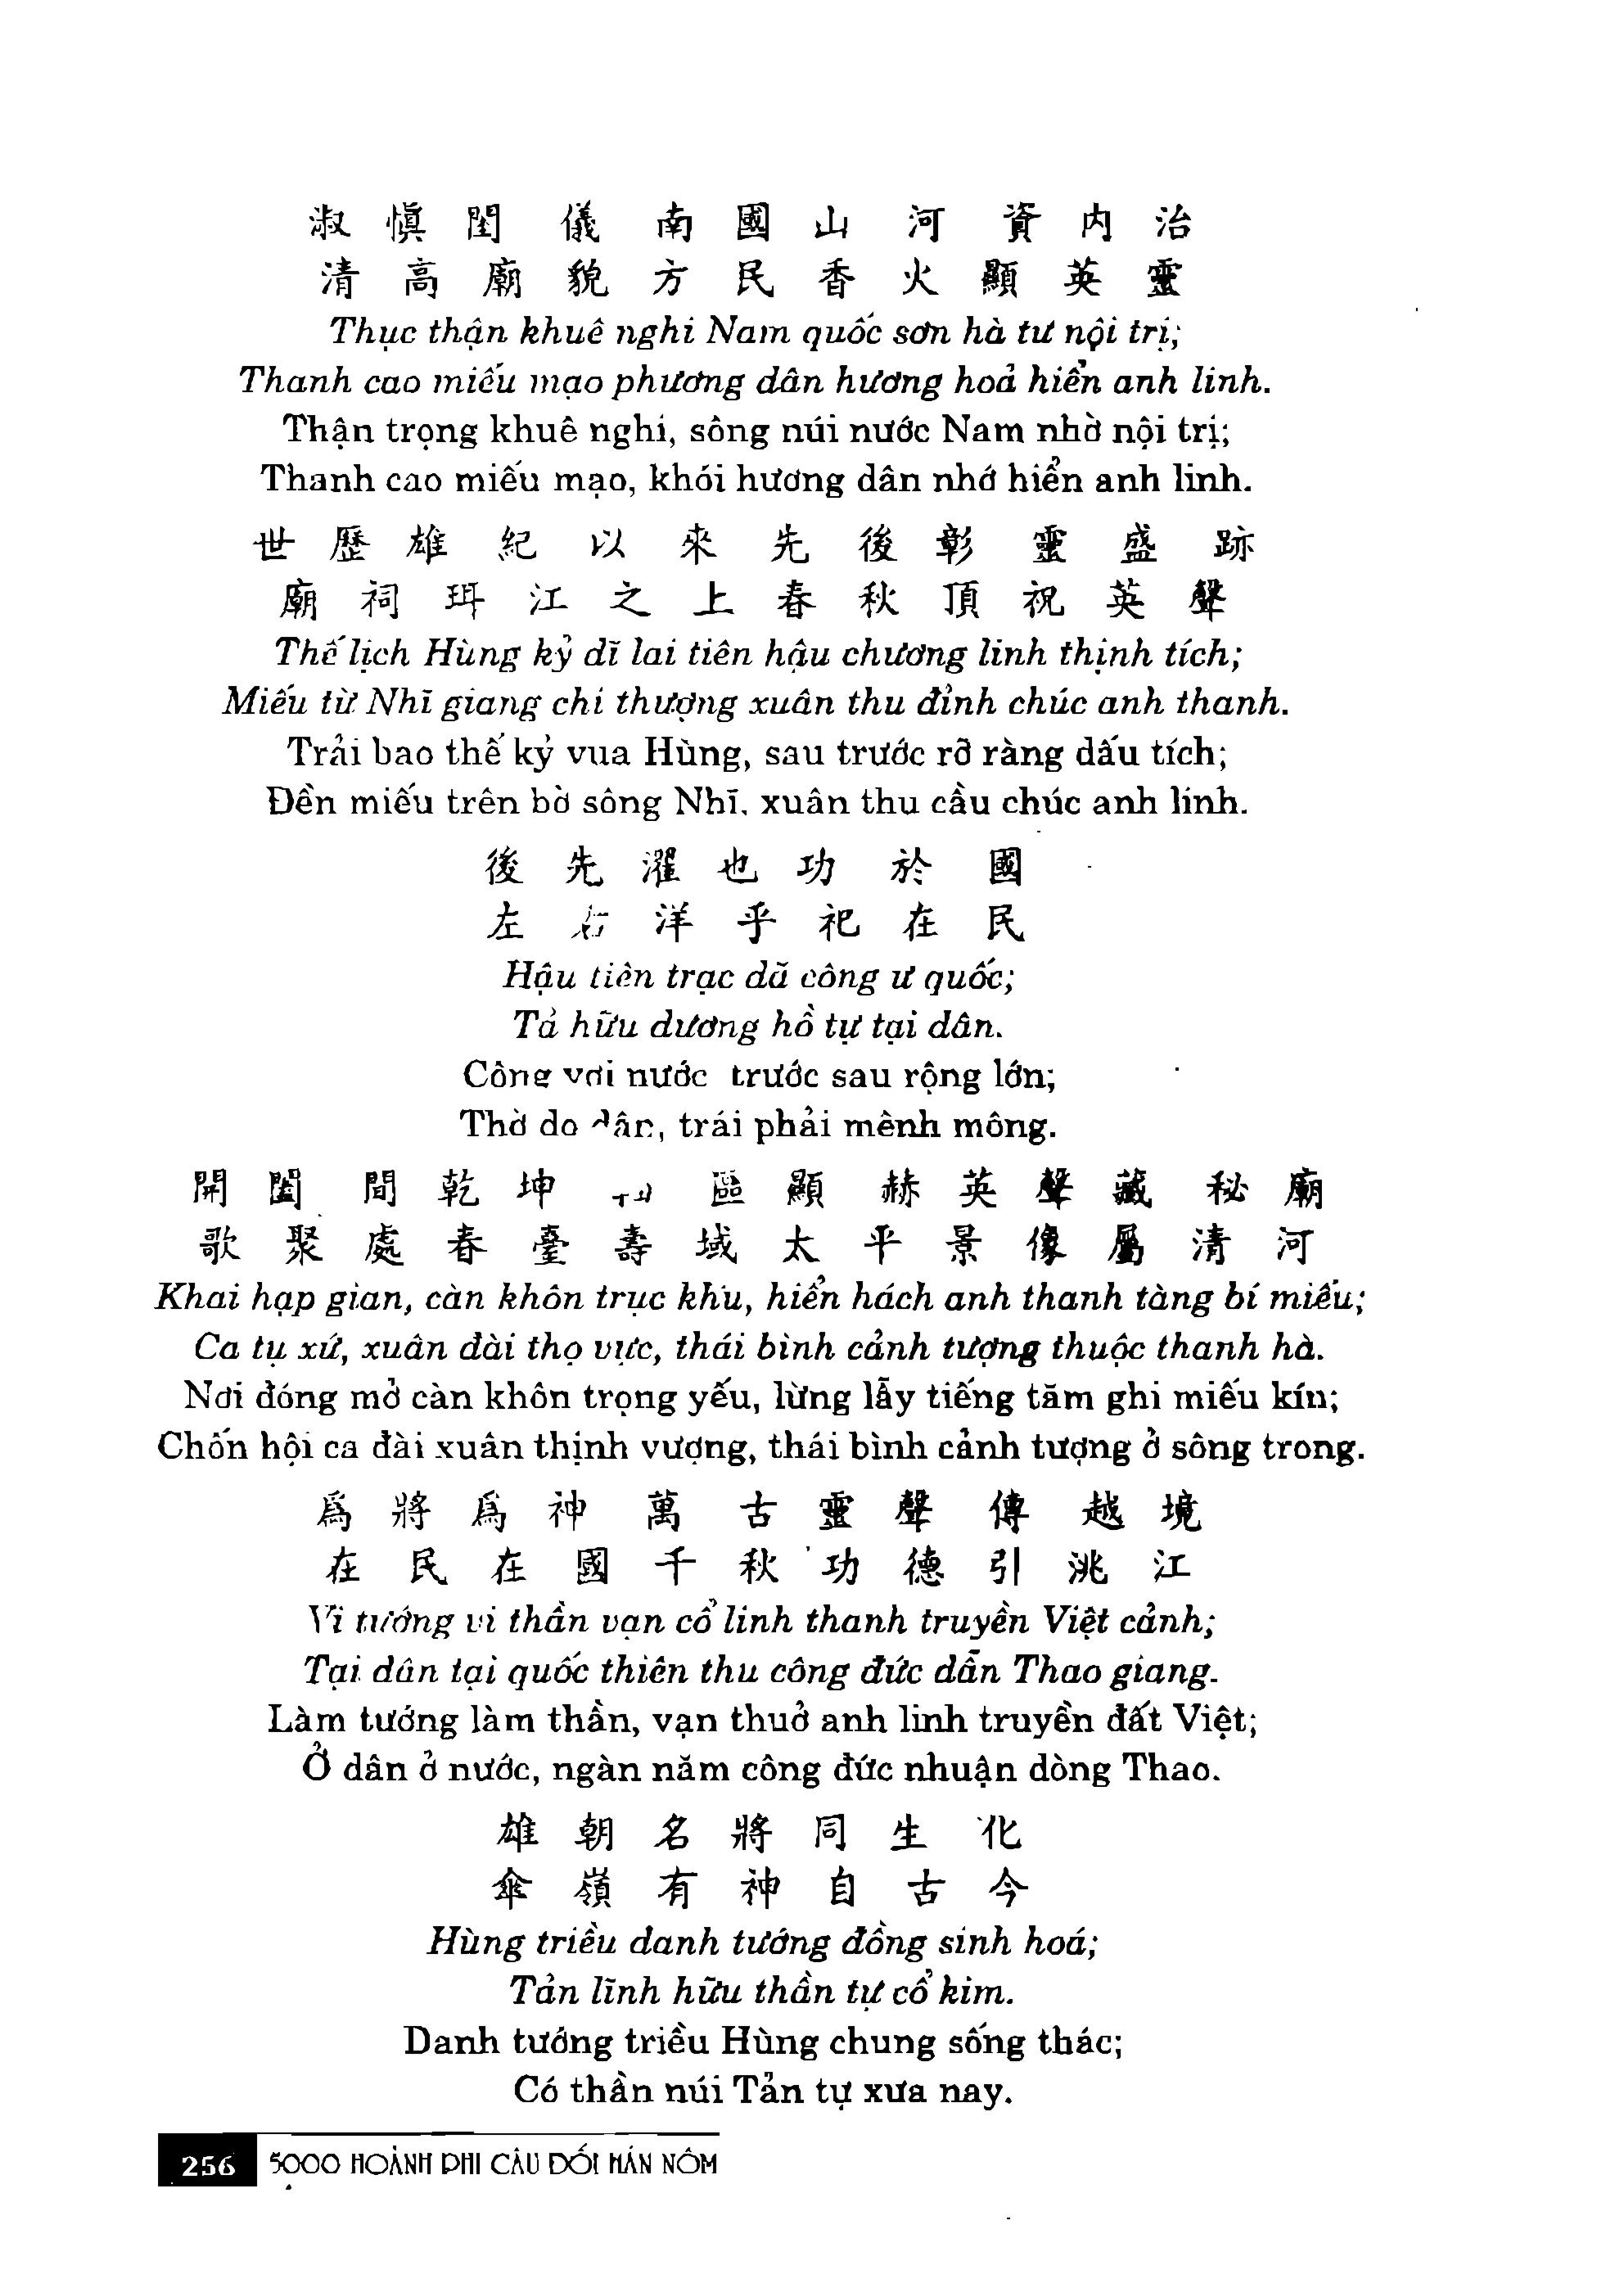 淑慎閨儀南國山河資内治
清高廟貌方民香火顯英靈
Thục thận khuê nghi Nam quốc sơn hà tư nội trị;
Thanh cao miếu mạo phương dân hương hoả hiển anh linh.
Thận trọng khuê nghi, sông núi nước Nam nhờ nội trị;
Thanh cao miếu mạo, khói hương dân nhớ hiển anh linh.
世歷雄紀以來先後彰靈盛跡
廟祠珥江之上春秋頂祝英聲
Thế lịch Hùng kỷ dĩ lai tiên hậu chương linh thịnh tích;
Miếu từ Nhĩ giang chi thượng xuân thu đỉnh chúc anh thanh.
Trải bao thế kỷ vua Hùng, sau trước rỡ ràng dấu tích;
Đền miếu trên bờ sông Nhĩ, xuân thu cầu chúc anh linh.
後先濯也功於國
左右洋乎祀在民
Hậu tiên trạc dã công ư quốc;
Tả hữu dương hồ tự tại dân.
Công với nước trước sau rộng lớn;
Thờ do dân, trái phải mênh mông.
開闔間乾坤區顯赫英聲藏秘廟
歌聚處春臺壽域太平景像屬清河
Khai hạp gian, càn khôn trục khu, hiển hách anh thanh tàng bí miếu;
Ca tụ xứ, xuân đài thọ vực, thái bình cảnh tượng thuộc thanh hà.
Nơi đóng mở càn khôn trọng yếu, lừng lẫy tiếng tăm ghi miếu kín;
Chốn hội ca đài xuân thịnh vượng, thái bình cảnh tượng ở sông trong.
爲將爲神萬古靈聲傳越境
在民在國千秋功德引洮江
Vi tướng vi thần vạn cổ linh thanh truyền Việt cảnh;
Tại dân tại quốc thiên thu công đức dẫn Thao giang.
Làm tướng làm thần, vạn thuở anh linh truyền đất Việt;
Ở dân ở nước, ngàn năm công đức nhuận dòng Thao.
雄朝名將同生化
傘嶺有神自古今
Hùng triều danh tướng đồng sinh hoá;
Tản lĩnh hữu thần tự cổ kim.
Danh tướng triều Hùng chung sống thác;
Có thần núi Tản tự xưa nay.
256 5000 HOÀNH PHI CÂU ĐỐI HÁN NÔM